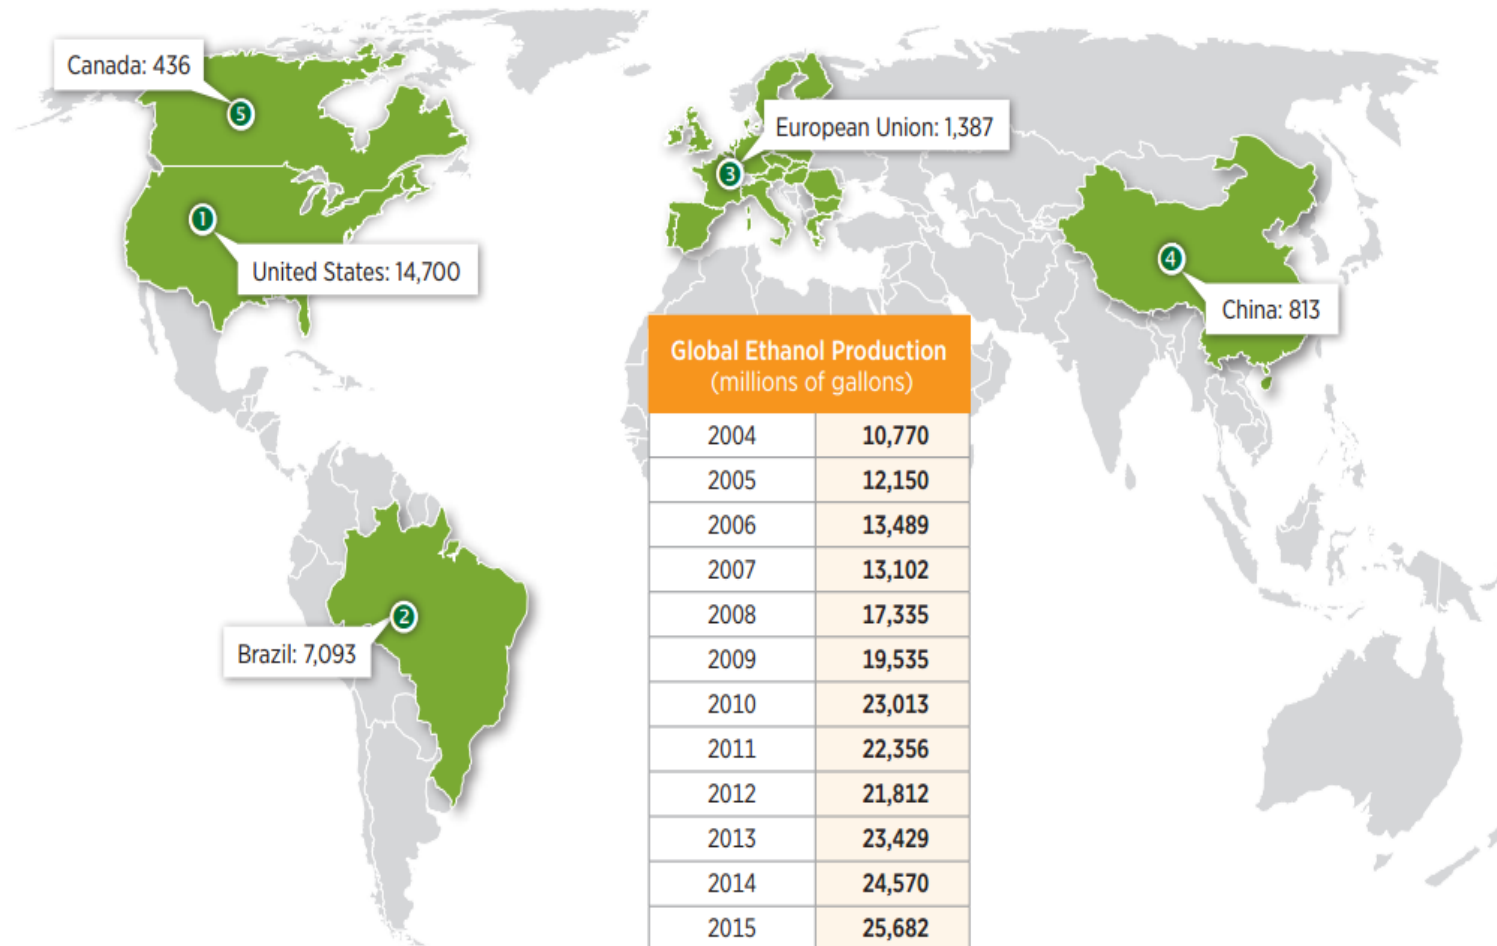 Canada: 436
5
European Union: 1,387
3
1
United States: 14,700
4
China: 813
2
Brazil: 7,093
Global Ethanol Production
(millions of gallons)
2004 10,770
2005 12,150
2006 13,489
2007 13,102
2008 17,335
2009 19,535
2010 23,013
2011 22,356
2012 21,812
2013 23,429
2014 24,570
2015 25,682